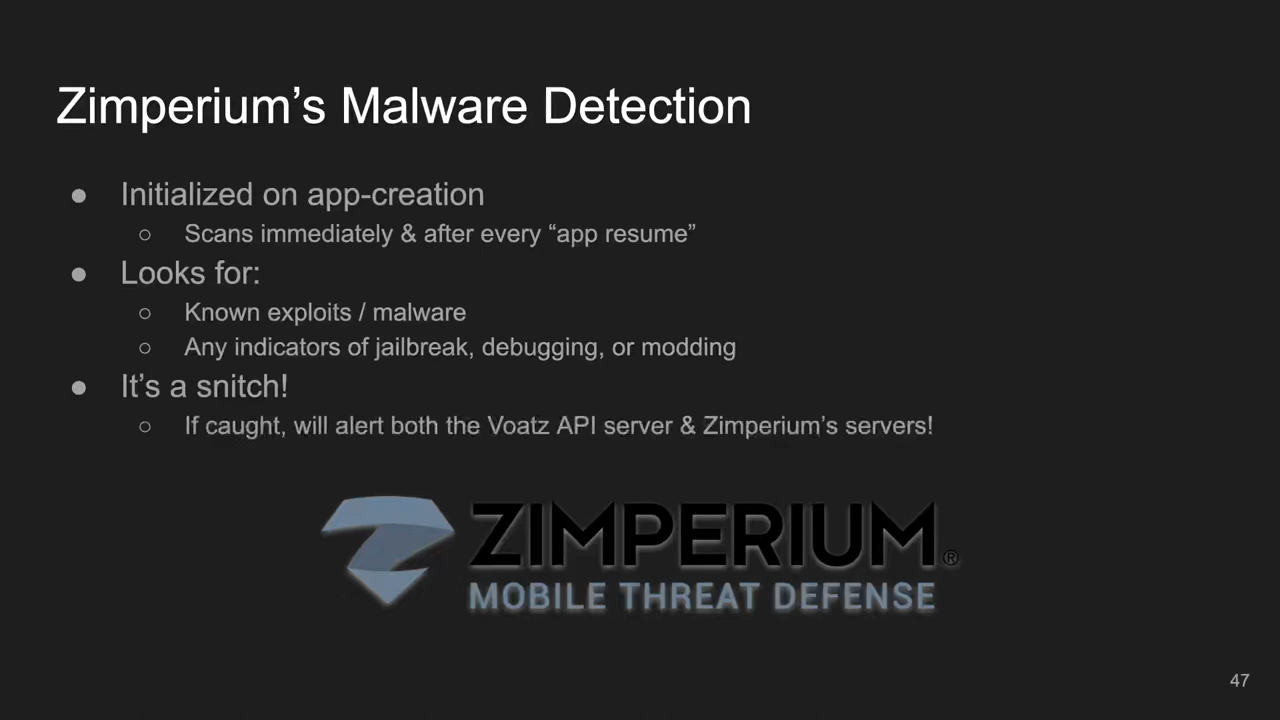 Zimperium’s Malware Detection
● Initialized on app-creation
○ Scans immediately & after every “app resume”
● Looks for:
○ Known exploits / malware
○ Any indicators of jailbreak, debugging, or modding
● It’s a snitch!
○ If caught, will alert both the Voatz API server & Zimperium’s servers!
ZIMPERIUM®
MOBILE THREAT DEFENSE
47